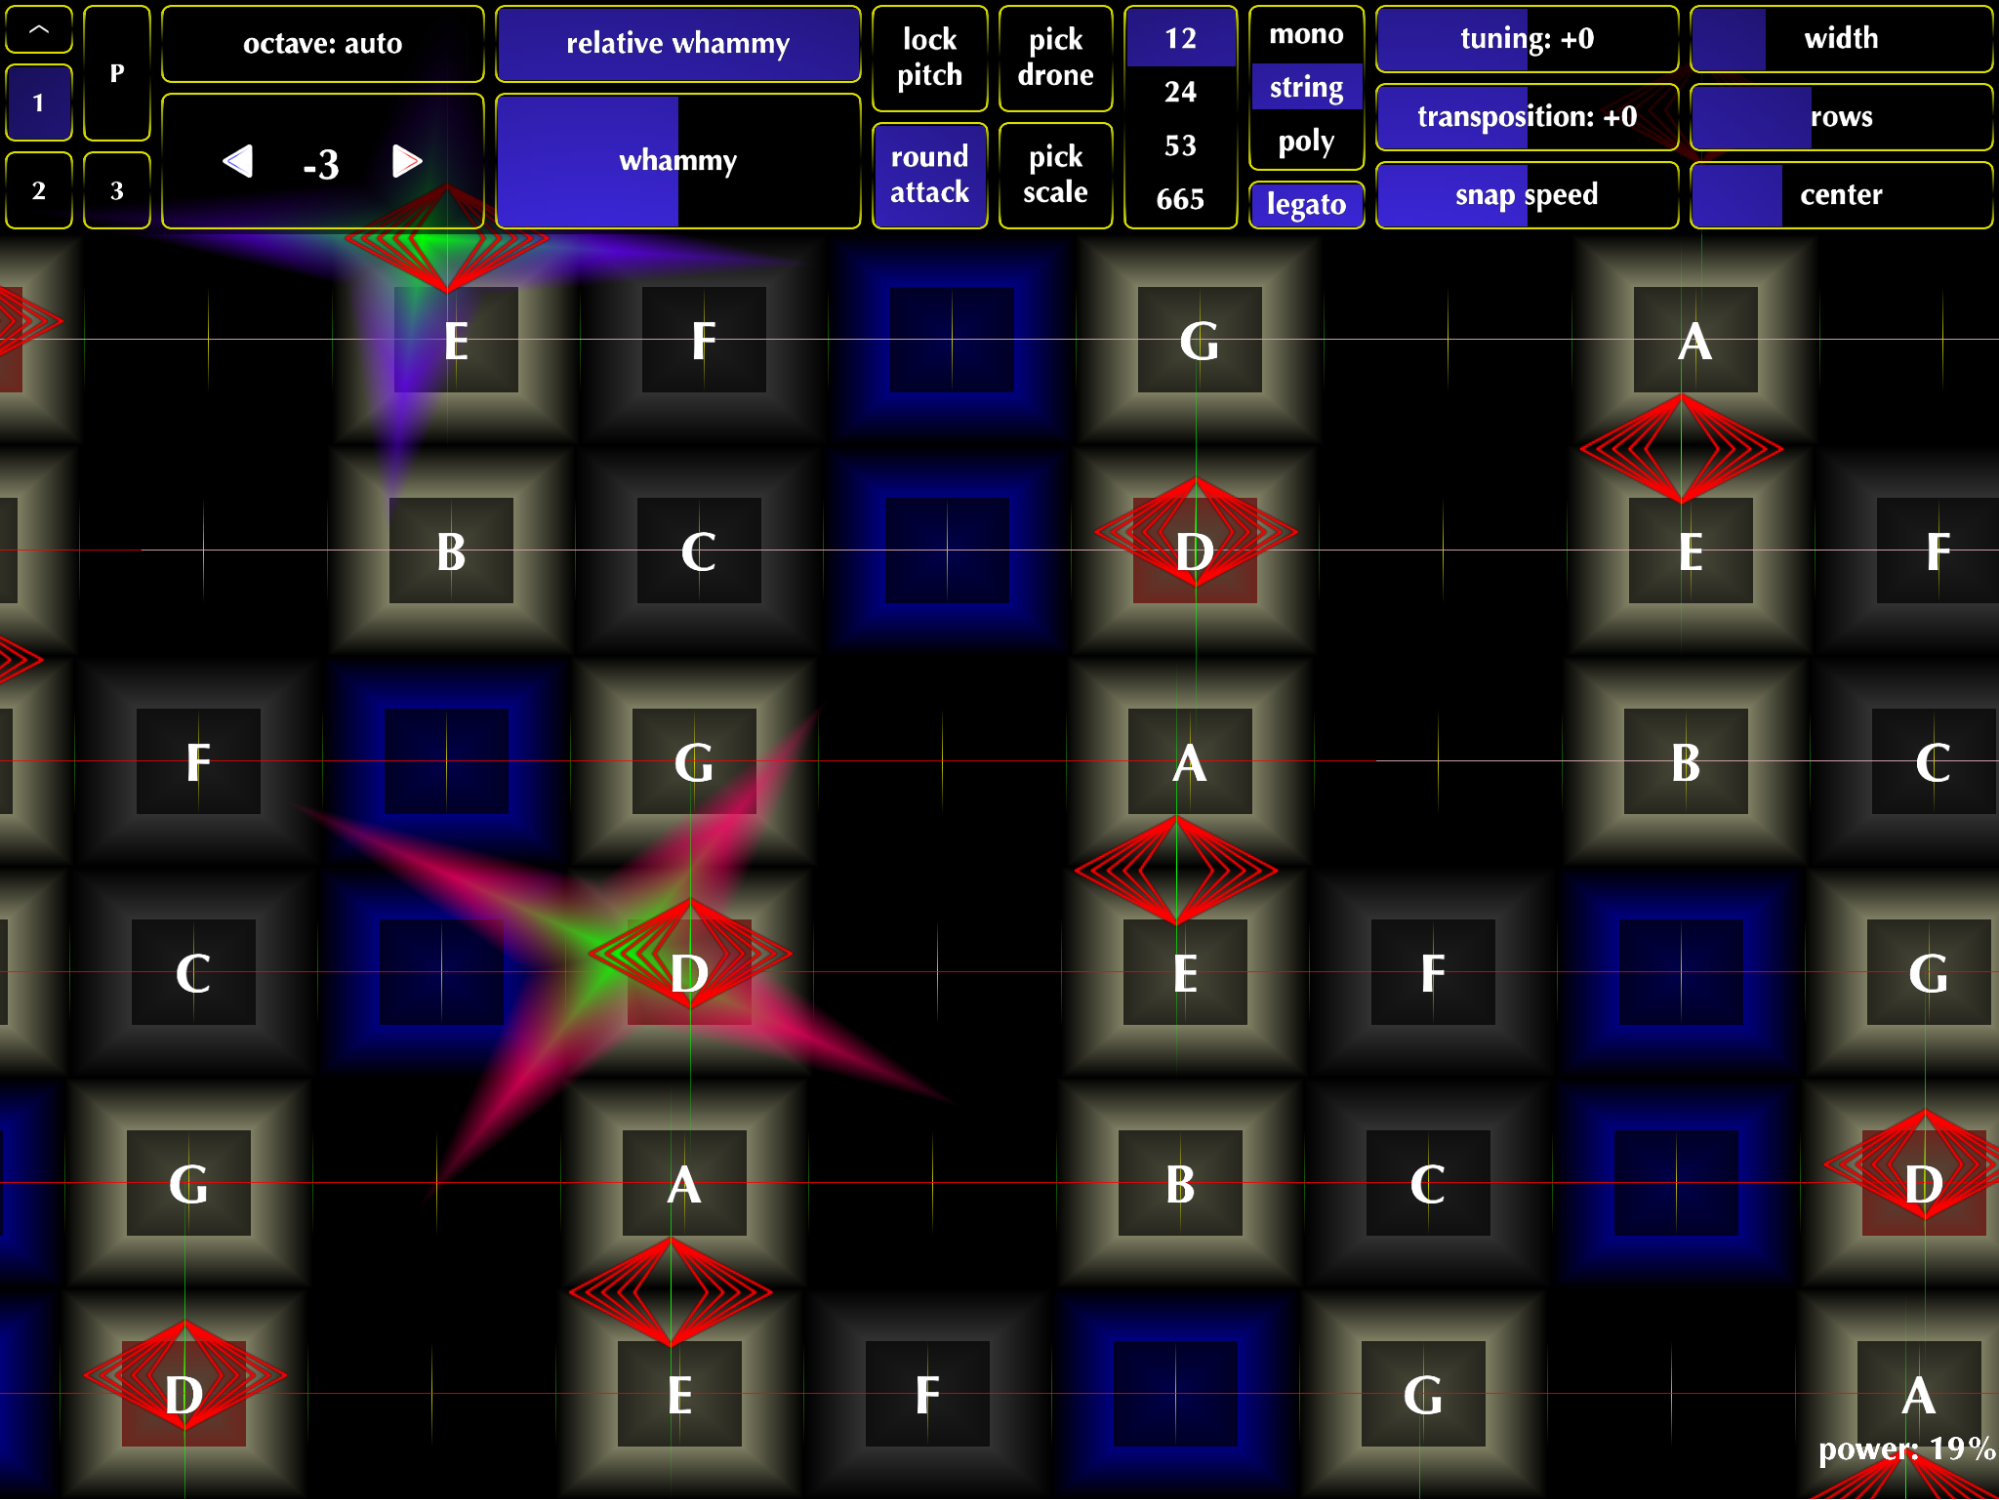 ^
1
2
P
3
octave: auto
-3
relative whammy
whammy
lock
pitch
round
attack
pick
drone
pick
scale
12
24
53
665
mono
string
poly
legato
tuning: +0
transposition: +0
snap speed
width
rows
center
E F G A
B C D E F
F G A B C
C D E F G
G A B C D
D E F G A
power: 19%